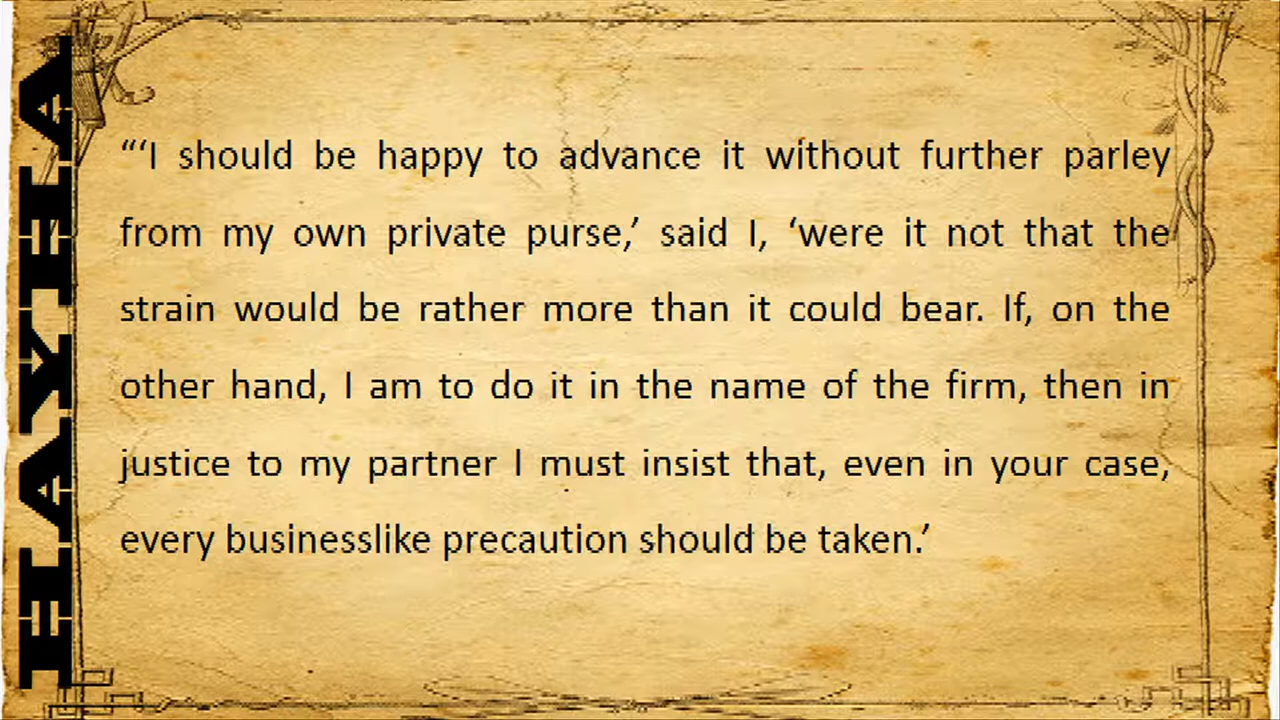 HAYHA
“‘I should be happy to advance it without further parley
from my own private purse,’ said I, ‘were it not that the
strain would be rather more than it could bear. If, on the
other hand, I am to do it in the name of the firm, then in
justice to my partner I must insist that, even in your case,
every businesslike precaution should be taken.’